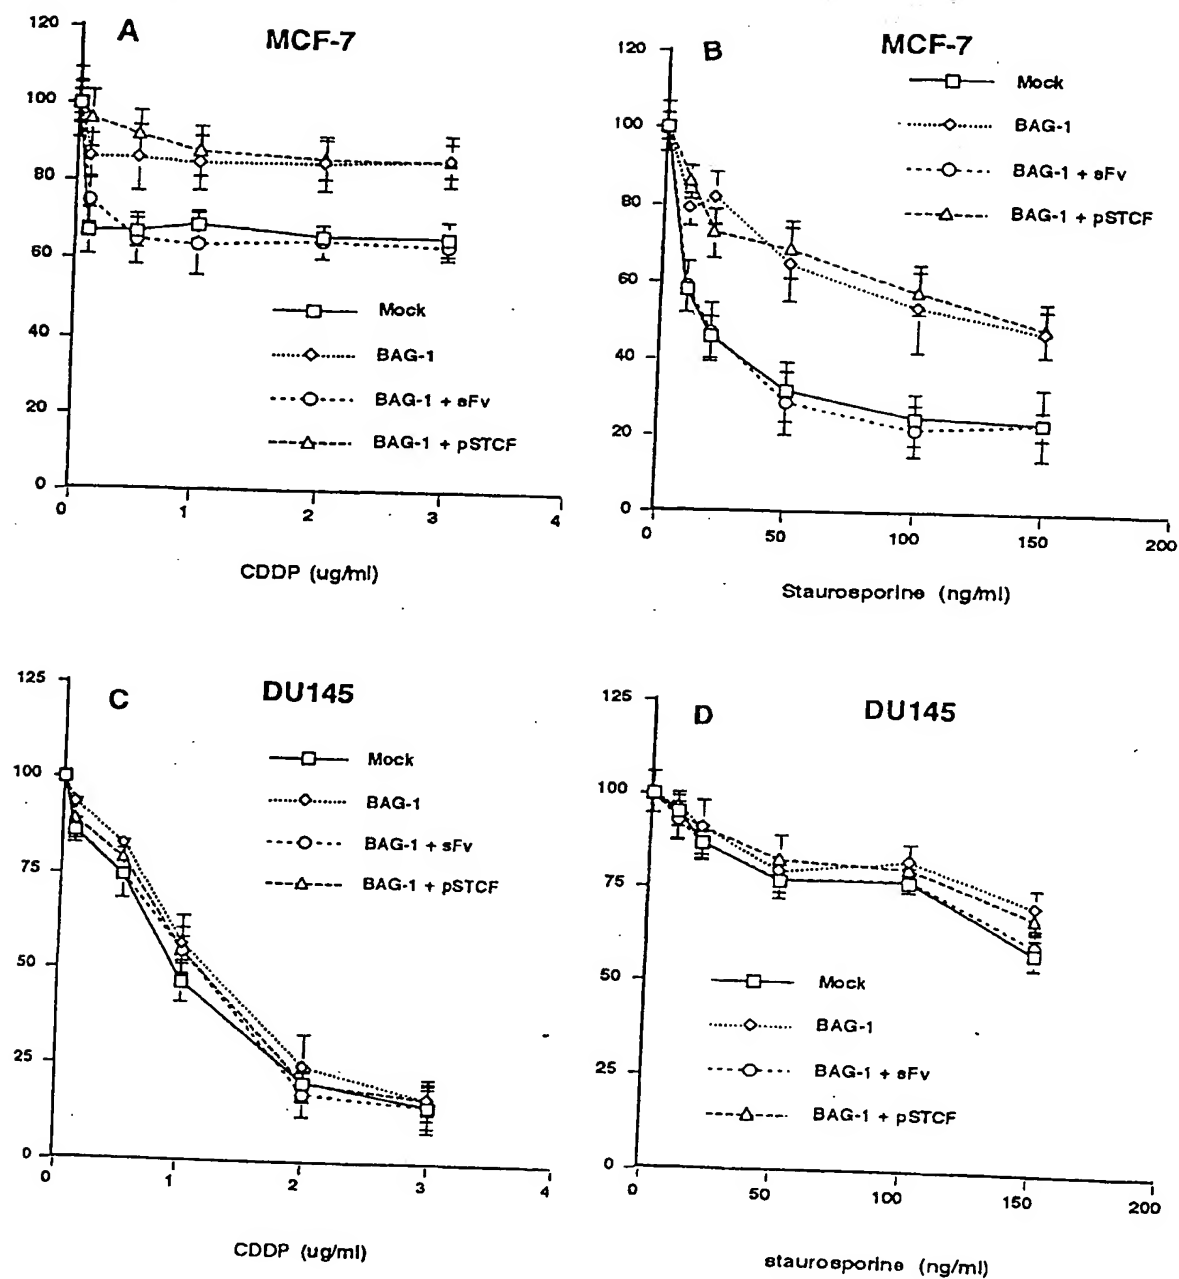 A
MCF-7
120
100
80
60
40
20
0
Mock
BAG-1
BAG-1 + sFv
BAG-1 + pSTCF
0 1 2 3 4
CDDP (ug/ml)
B
MCF-7
120
100
80
60
40
20
0
Mock
BAG-1
BAG-1 + sFv
BAG-1 + pSTCF
0 50 100 150 200
Staurosporine (ng/ml)
C
DU145
125
100
75
50
25
0
Mock
BAG-1
BAG-1 + sFv
BAG-1 + pSTCF
0 1 2 3 4
CDDP (ug/ml)
D
DU145
125
100
75
50
25
0
Mock
BAG-1
BAG-1 + sFv
BAG-1 + pSTCF
0 50 100 150 200
staurosporine (ng/ml)